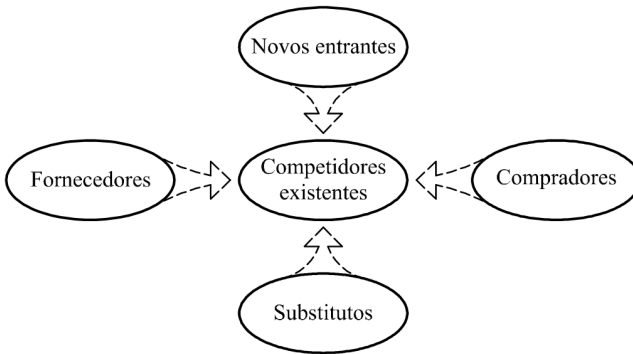 Novos entrantes
Fornecedores
Competidores
existentes
Compradores
Substitutos